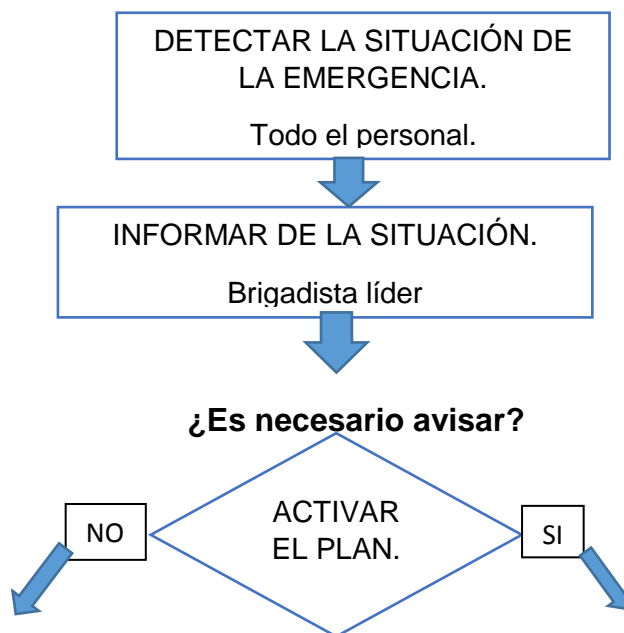 DETECTAR LA SITUACIÓN DE
LA EMERGENCIA.
Todo el personal.
INFORMAR DE LA SITUACIÓN.
Brigadista líder
¿Es necesario avisar?
ACTIVAR
EL PLAN.
NO
SI